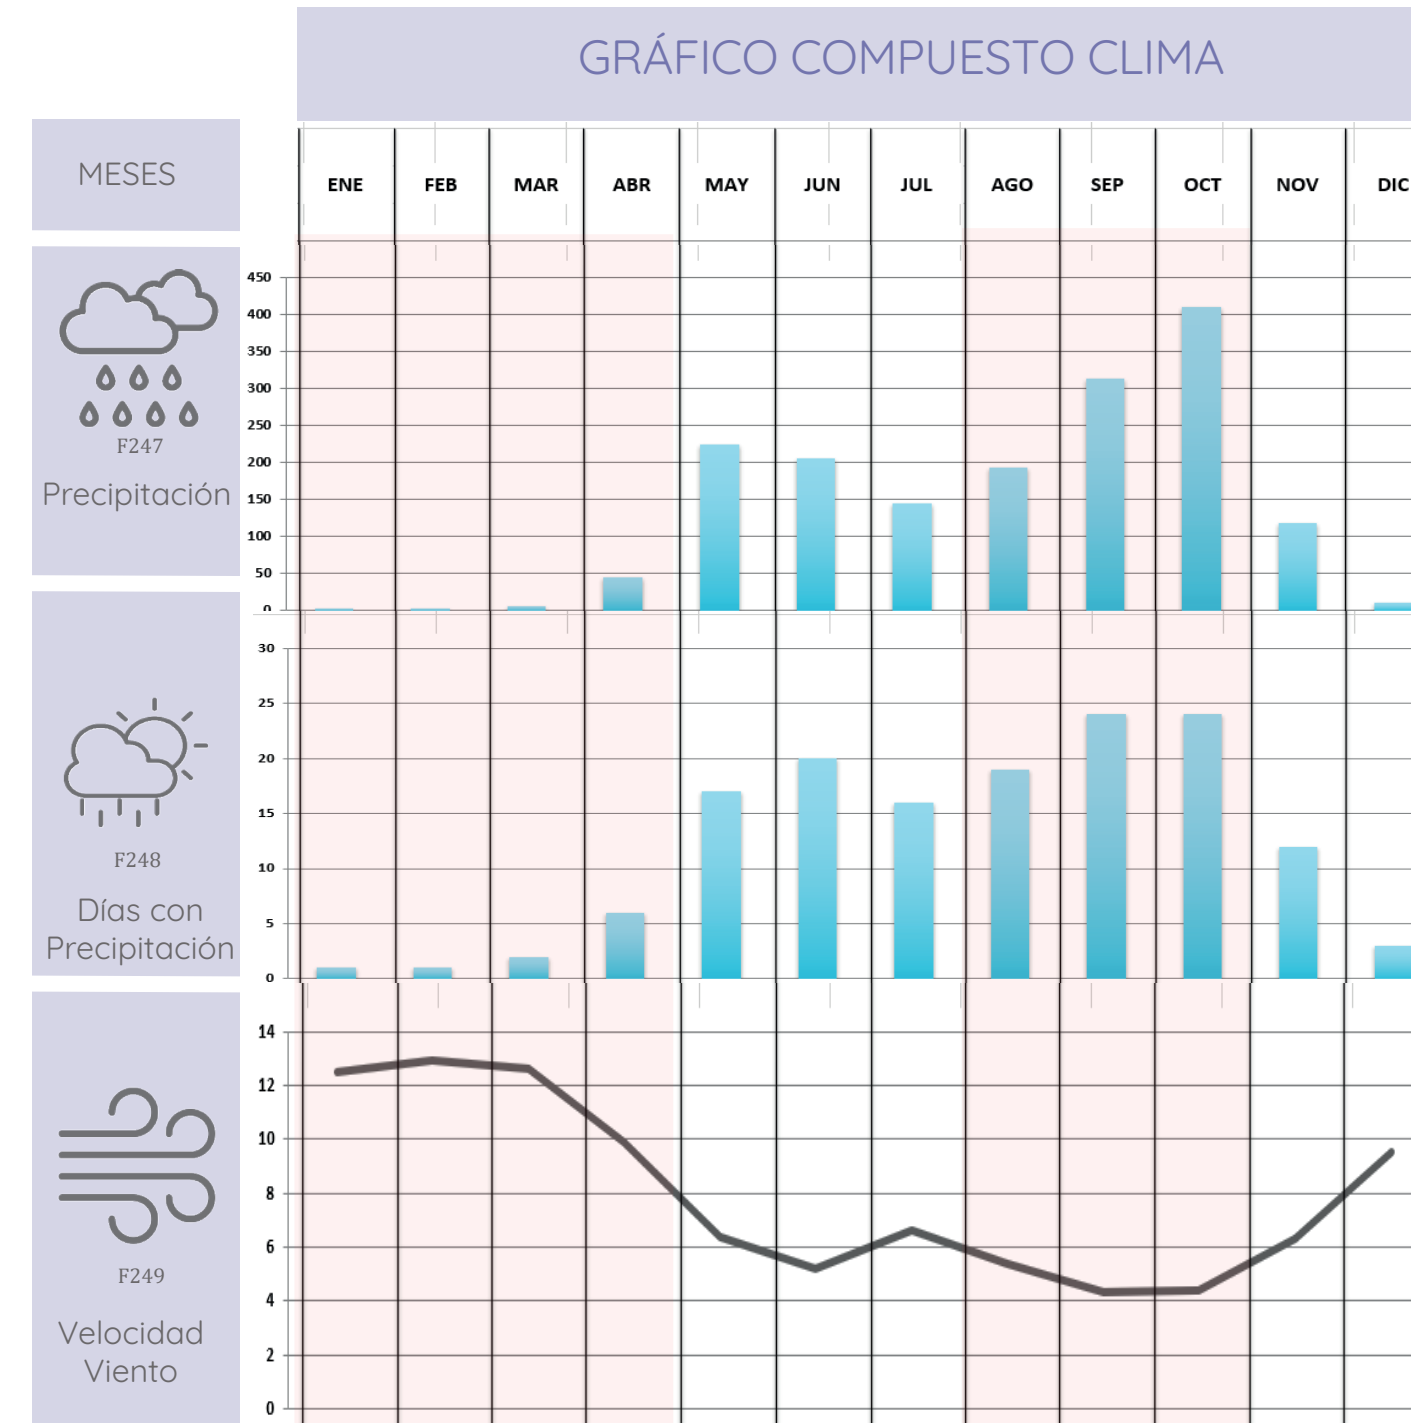 GRÁFICO COMPUESTO CLIMA
MESES
ENE FEB MAR ABR MAY JUN JUL AGO SEP OCT NOV DIC
450
400
350
300
250
200
150
100
50
0
F247
Precipitación
30
25
20
15
10
5
0
F248
Días con
Precipitación
14
12
10
8
6
4
2
0
F249
Velocidad
Viento